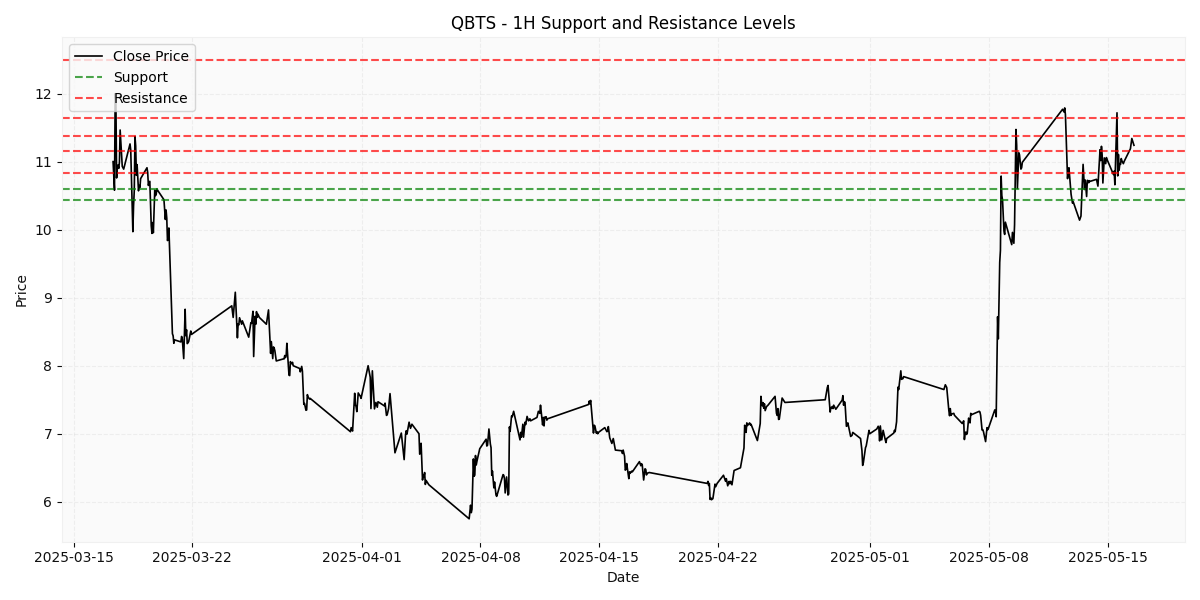 QBTS - 1H Support and Resistance Levels
Close Price
Support
Resistance
Price
12
11
10
9
8
7
6
2025-03-15
2025-03-22
2025-04-01
2025-04-08
2025-04-15
2025-04-22
2025-05-01
2025-05-08
2025-05-15
Date